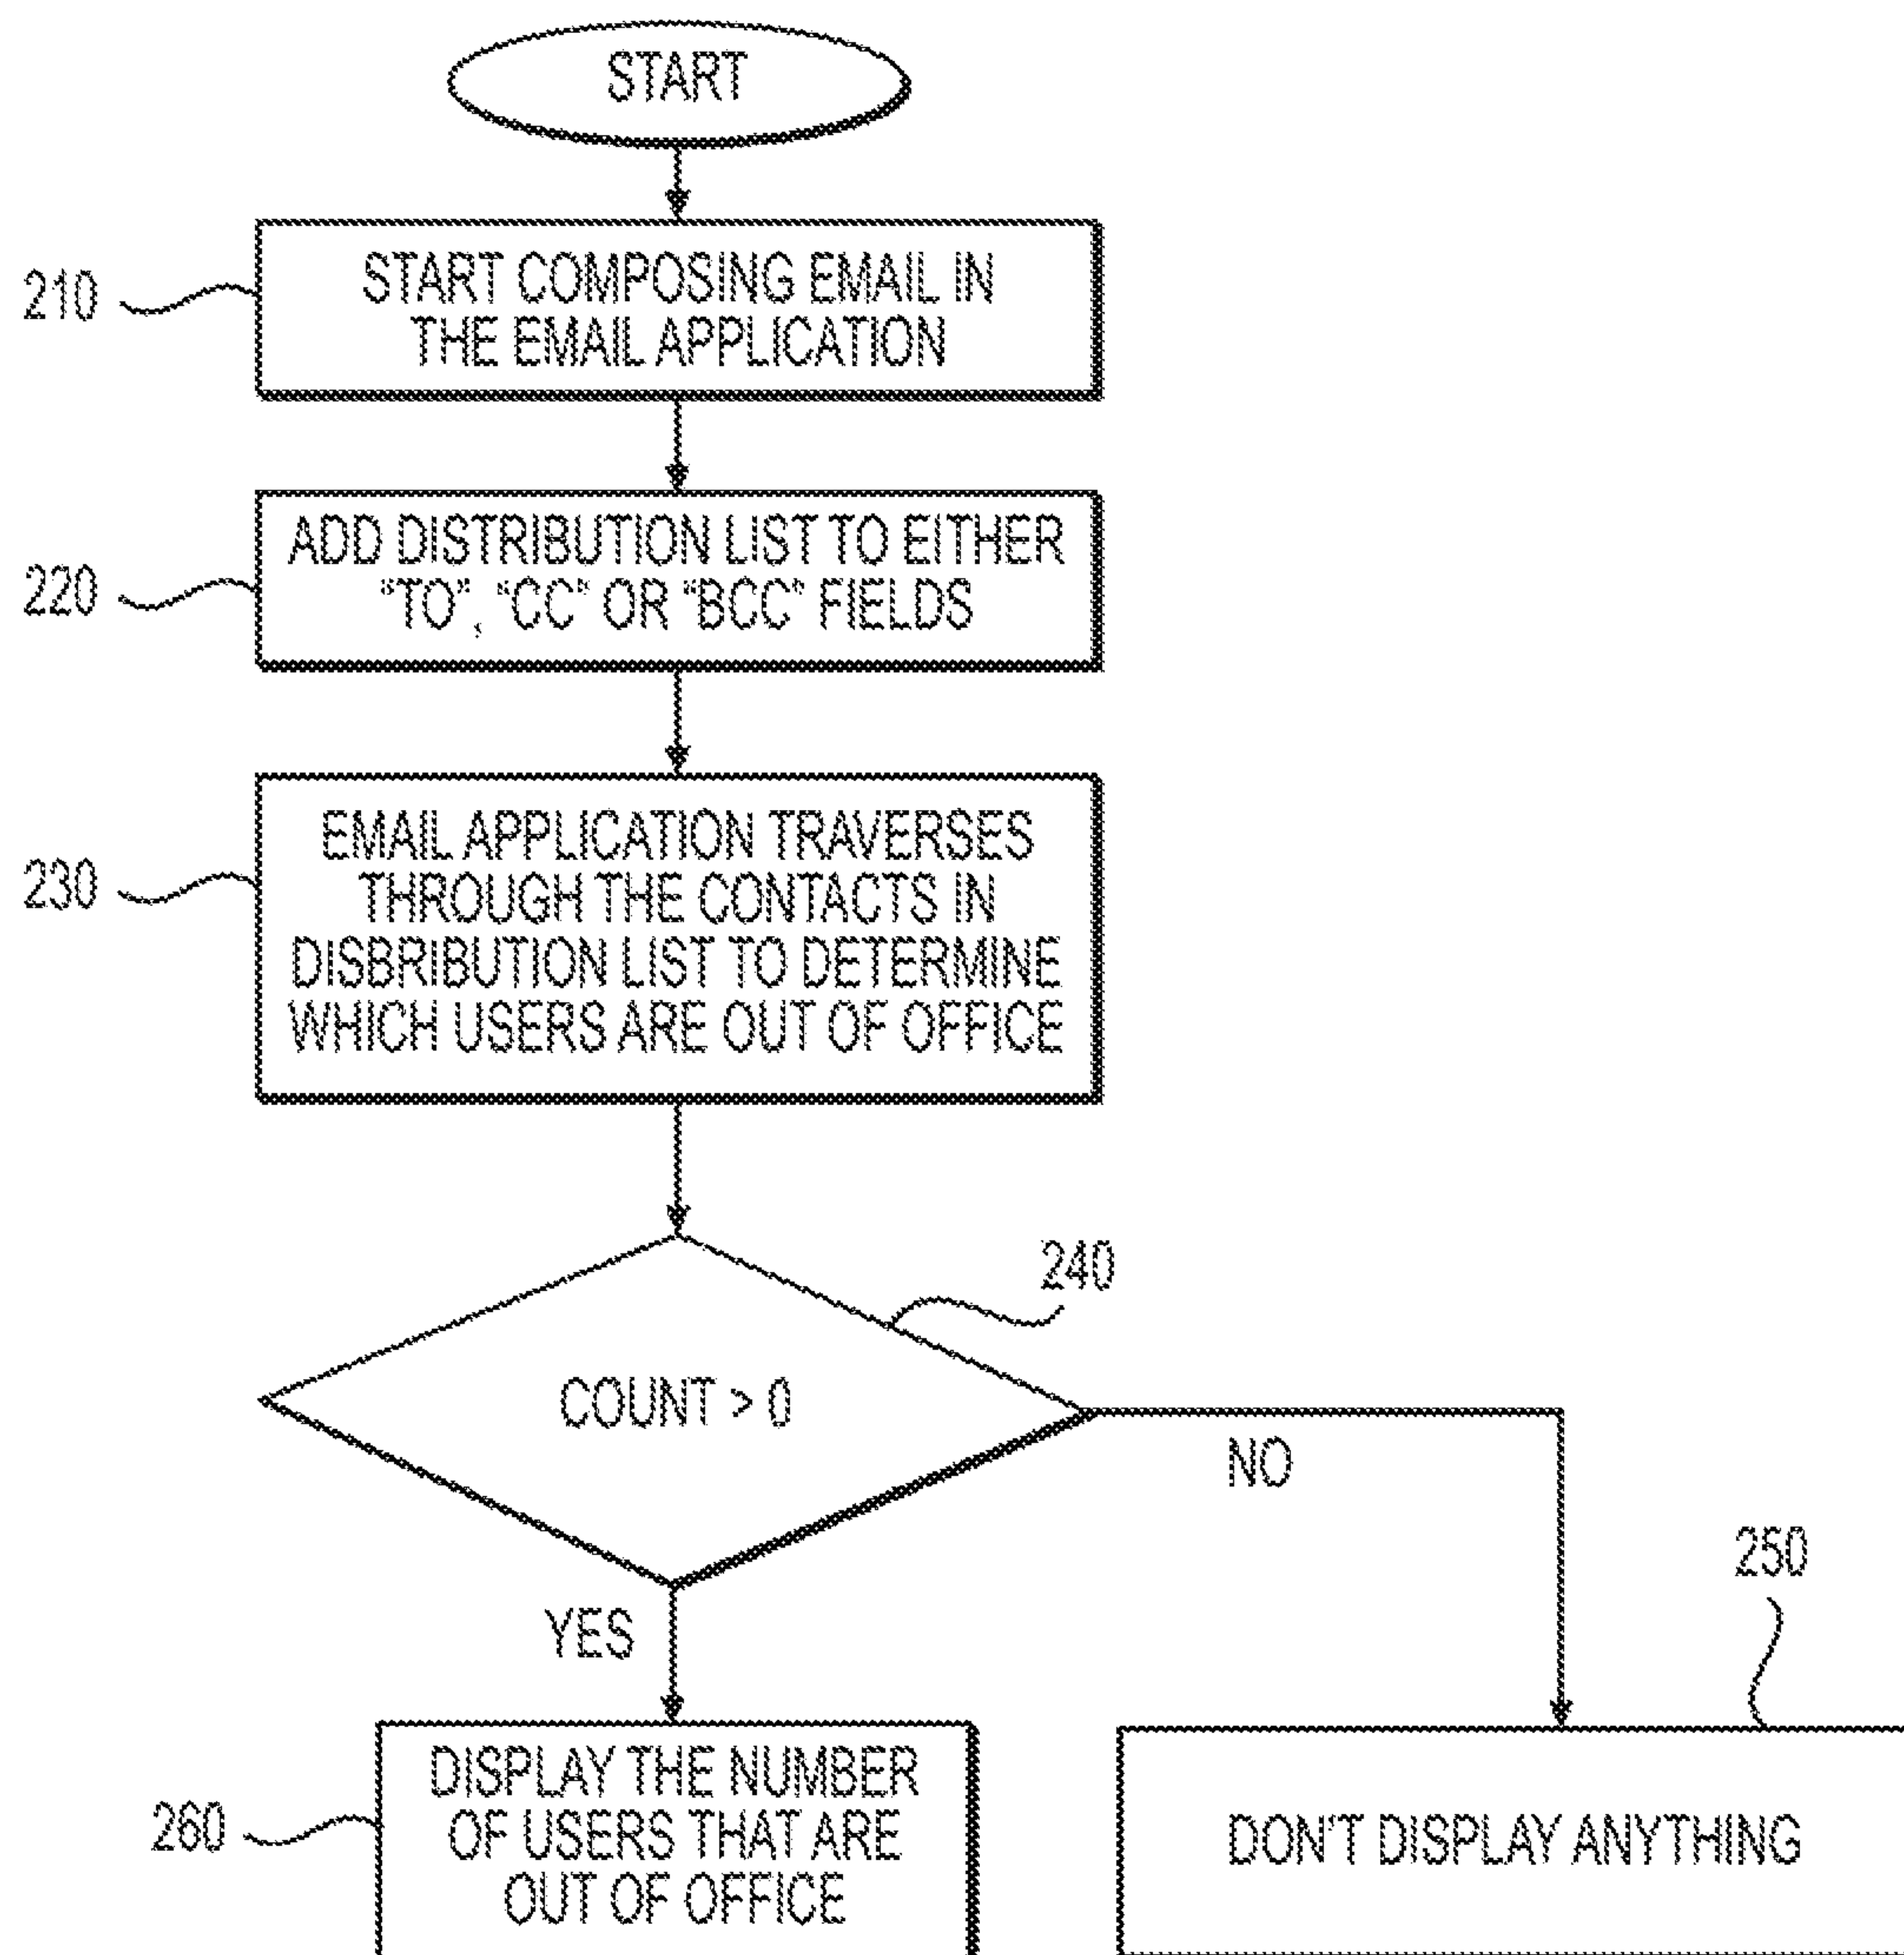 START
210
START COMPOSING EMAIL IN
THE EMAIL APPLICATION
220
ADD DISTRIBUTION LIST TO EITHER
"TO", "CC" OR "BCC" FIELDS
230
EMAIL APPLICATION TRAVERSES
THROUGH THE CONTACTS IN
DISBRIBUTION LIST TO DETERMINE
WHICH USERS ARE OUT OF OFFICE
240
COUNT > 0
NO
YES
250
260
DISPLAY THE NUMBER
OF USERS THAT ARE
OUT OF OFFICE
DON'T DISPLAY ANYTHING